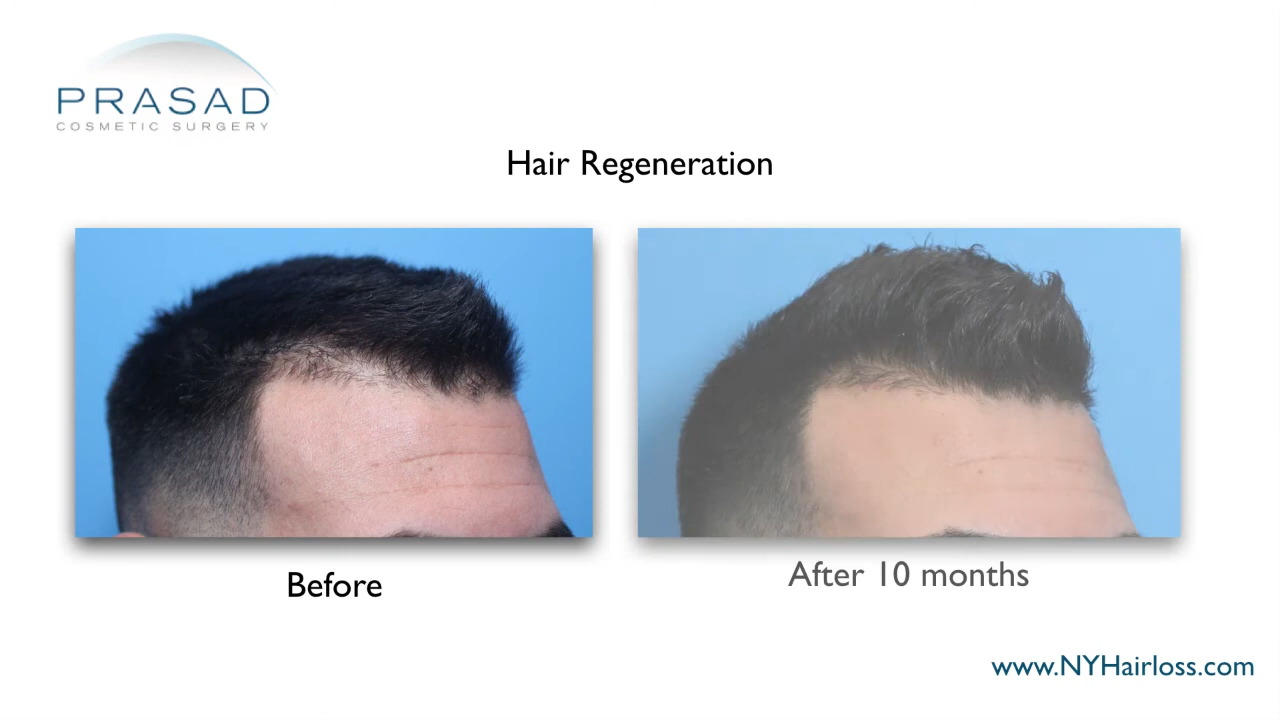 PRASAD
COSMETIC SURGERY
Hair Regeneration
Before
After 10 months
www.NYHairloss.com